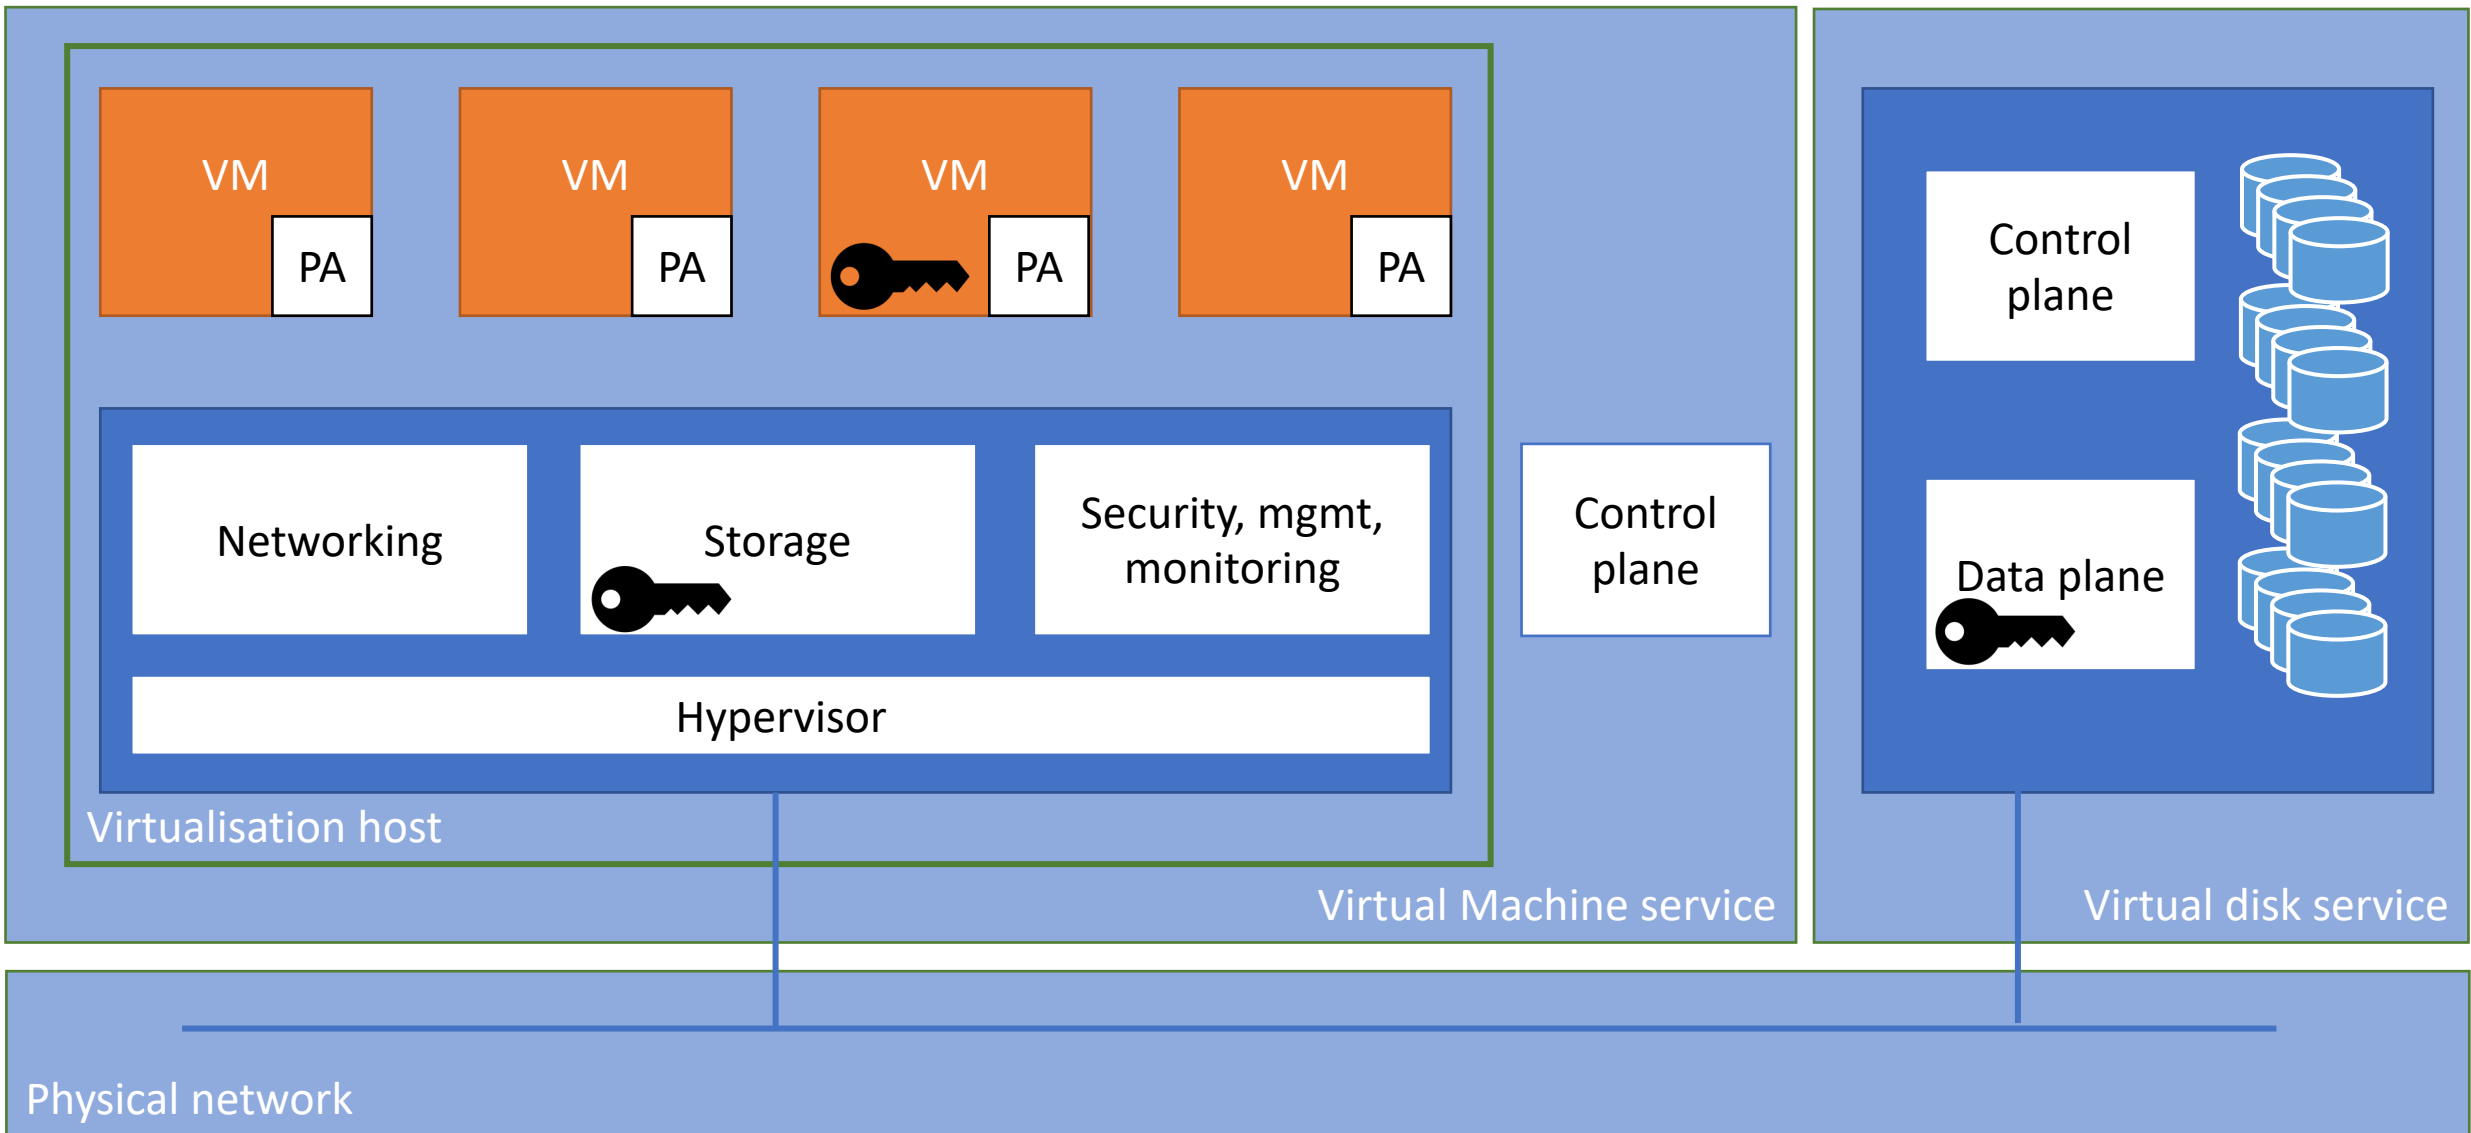 VM
PA
VM
PA
VM
PA
VM
PA
Networking
Storage
Security, mgmt,
monitoring
Hypervisor
Virtualisation host
Control
plane
Virtual Machine service
Control
plane
Data plane
Virtual disk service
Physical network